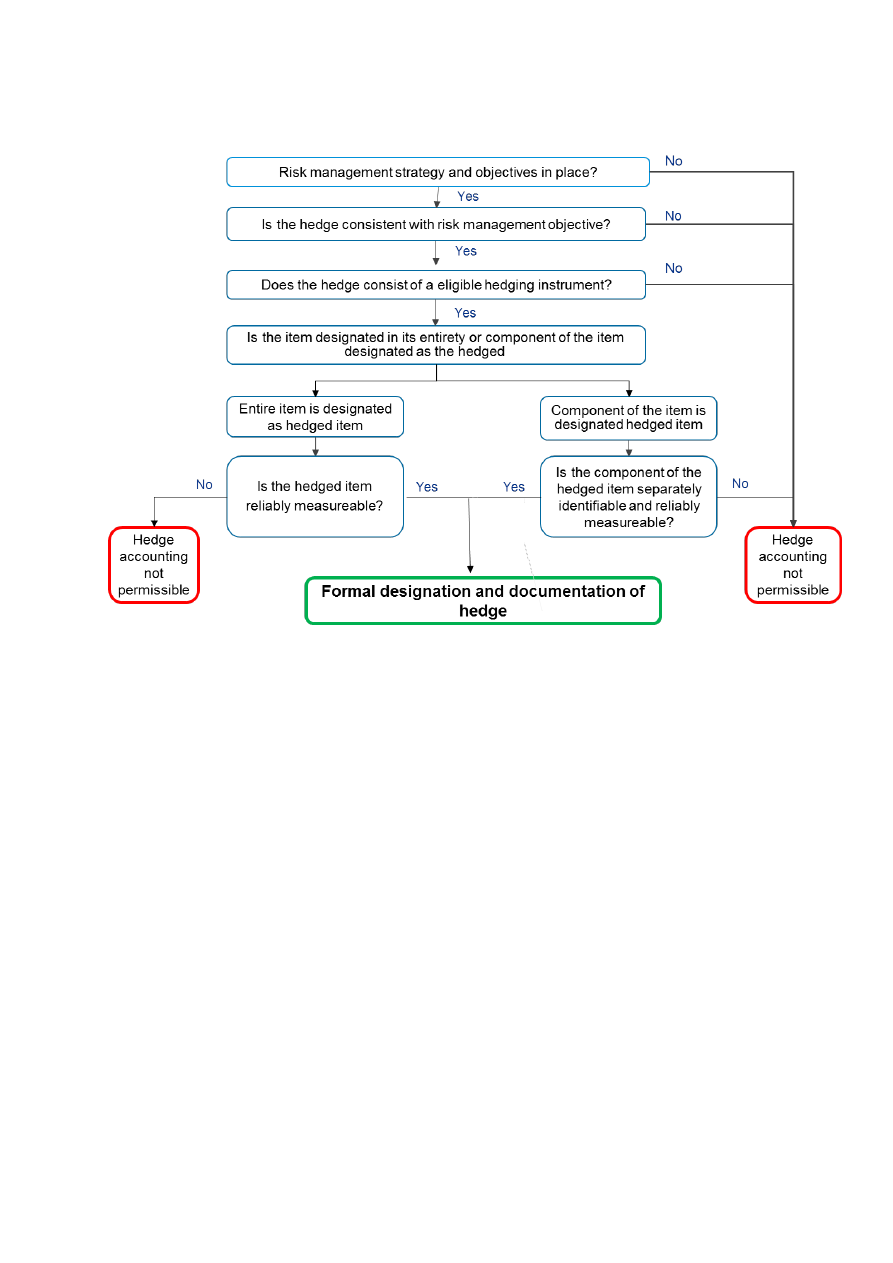 Risk management strategy and objectives in place?
No
Yes
Is the hedge consistent with risk management objective?
No
Yes
Does the hedge consist of a eligible hedging instrument?
No
Yes
Is the item designated in its entirety or component of the item
designated as the hedged
Entire item is designated
as hedged item
Component of the item is
designated hedged item
No
Is the hedged item
reliably measureable?
Yes
Yes
Is the component of the
hedged item separately
identifiable and reliably
measureable?
No
Hedge
accounting
not
permissible
Formal designation and documentation of
hedge
Hedge
accounting
not
permissible